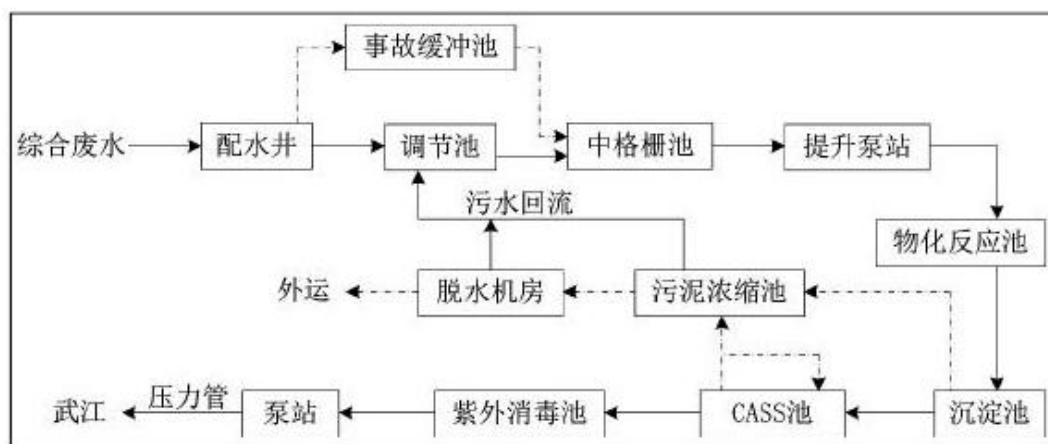 事故缓冲池
综合废水
配水井
调节池
中格栅池
提升泵站
污水回流
物化反应池
外运
脱水机房
污泥浓缩池
武江
压力管
泵站
紫外消毒池
CASS池
沉淀池